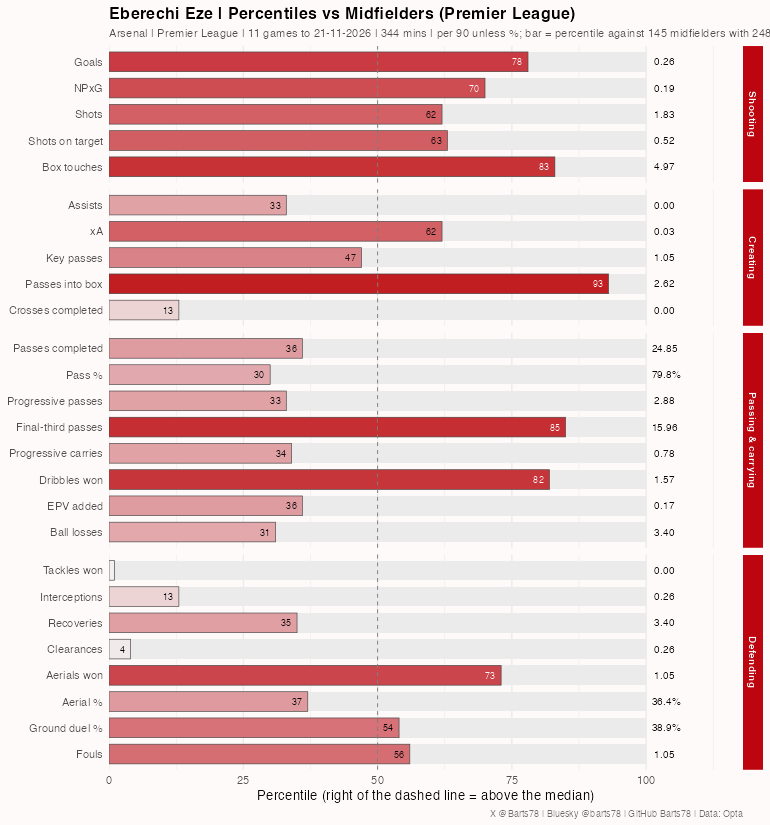 Eberechi Eze | Percentiles vs Midfielders (Premier League)
Arsenal | Premier League | 11 games to 21-11-2026 | 344 mins | per 90 unless %; bar = percentile against 145 midfielders with 248
Goals 78 0.26
NPxG 70 0.19
Shots 62 1.83
Shots on target 63 0.52
Box touches 83 4.97
Shooting
Assists 33 0.00
xA 62 0.03
Key passes 47 1.05
Passes into box 93 2.62
Crosses completed 13 0.00
Creating
Passes completed 36 24.85
Pass % 30 79.8%
Progressive passes 33 2.88
Final-third passes 85 15.96
Progressive carries 34 0.78
Dribbles won 82 1.57
EPV added 36 0.17
Ball losses 31 3.40
Passing & carrying
Tackles won 0.00
Interceptions 13 0.26
Recoveries 35 3.40
Clearances 4 0.26
Aerials won 73 1.05
Aerial % 37 36.4%
Ground duel % 54 38.9%
Fouls 56 1.05
Defending
0 25 50 75 100
Percentile (right of the dashed line = above the median)
X @Barts78 | Bluesky @barts78 | GitHub Barts78 | Data: Opta